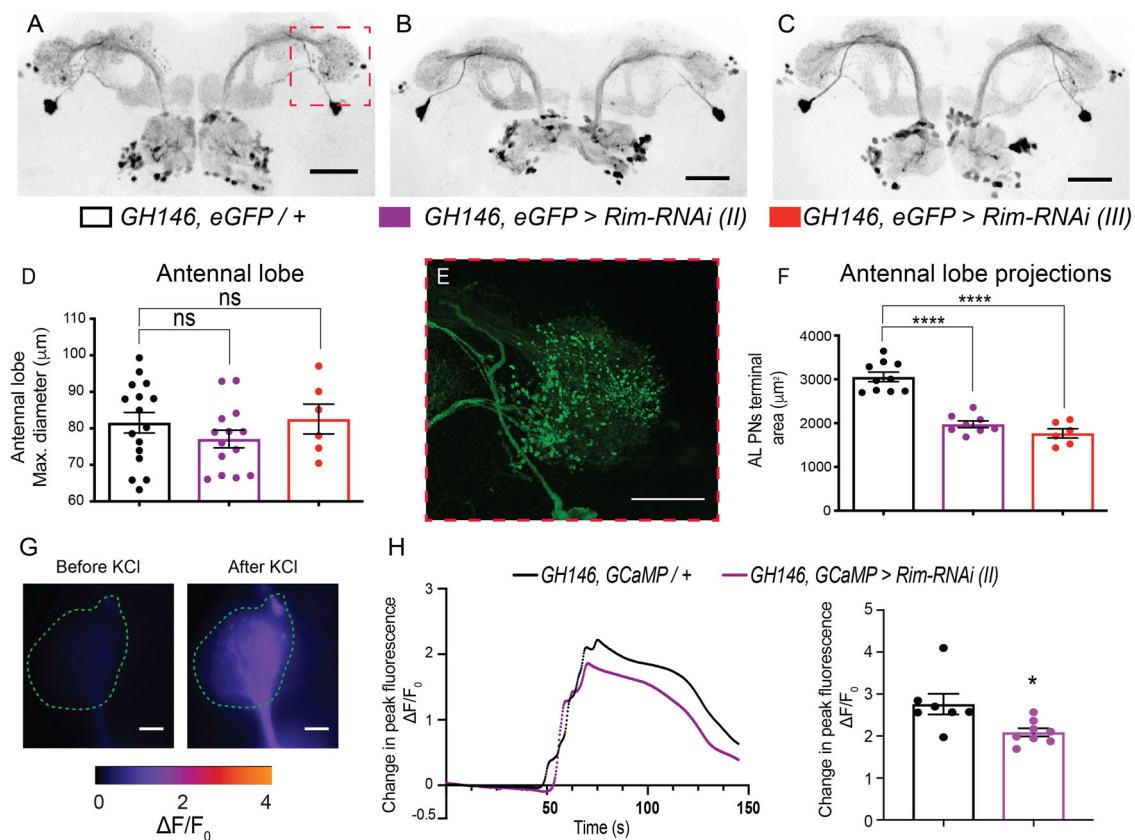 A
B
C
GH146, eGFP / +
GH146, eGFP > Rim-RNAi (II)
GH146, eGFP > Rim-RNAi (III)
D
Antennal lobe
ns
ns
Antennal lobe
Max. diameter (μm)
110
100
90
80
70
60
E
F
Antennal lobe projections
****
****
AL PNs terminal
area (μm²)
4000
3000
2000
1000
0
G
Before KCl
After KCl
0
2
4
ΔF/F₀
H
GH146, GCaMP / +
GH146, GCaMP > Rim-RNAi (II)
Change in peak fluorescence
ΔF/F₀
3
2
1
0
-0.5
50
100
150
Time (s)
Change in peak fluorescence
ΔF/F₀
5
4
3
2
1
0
*